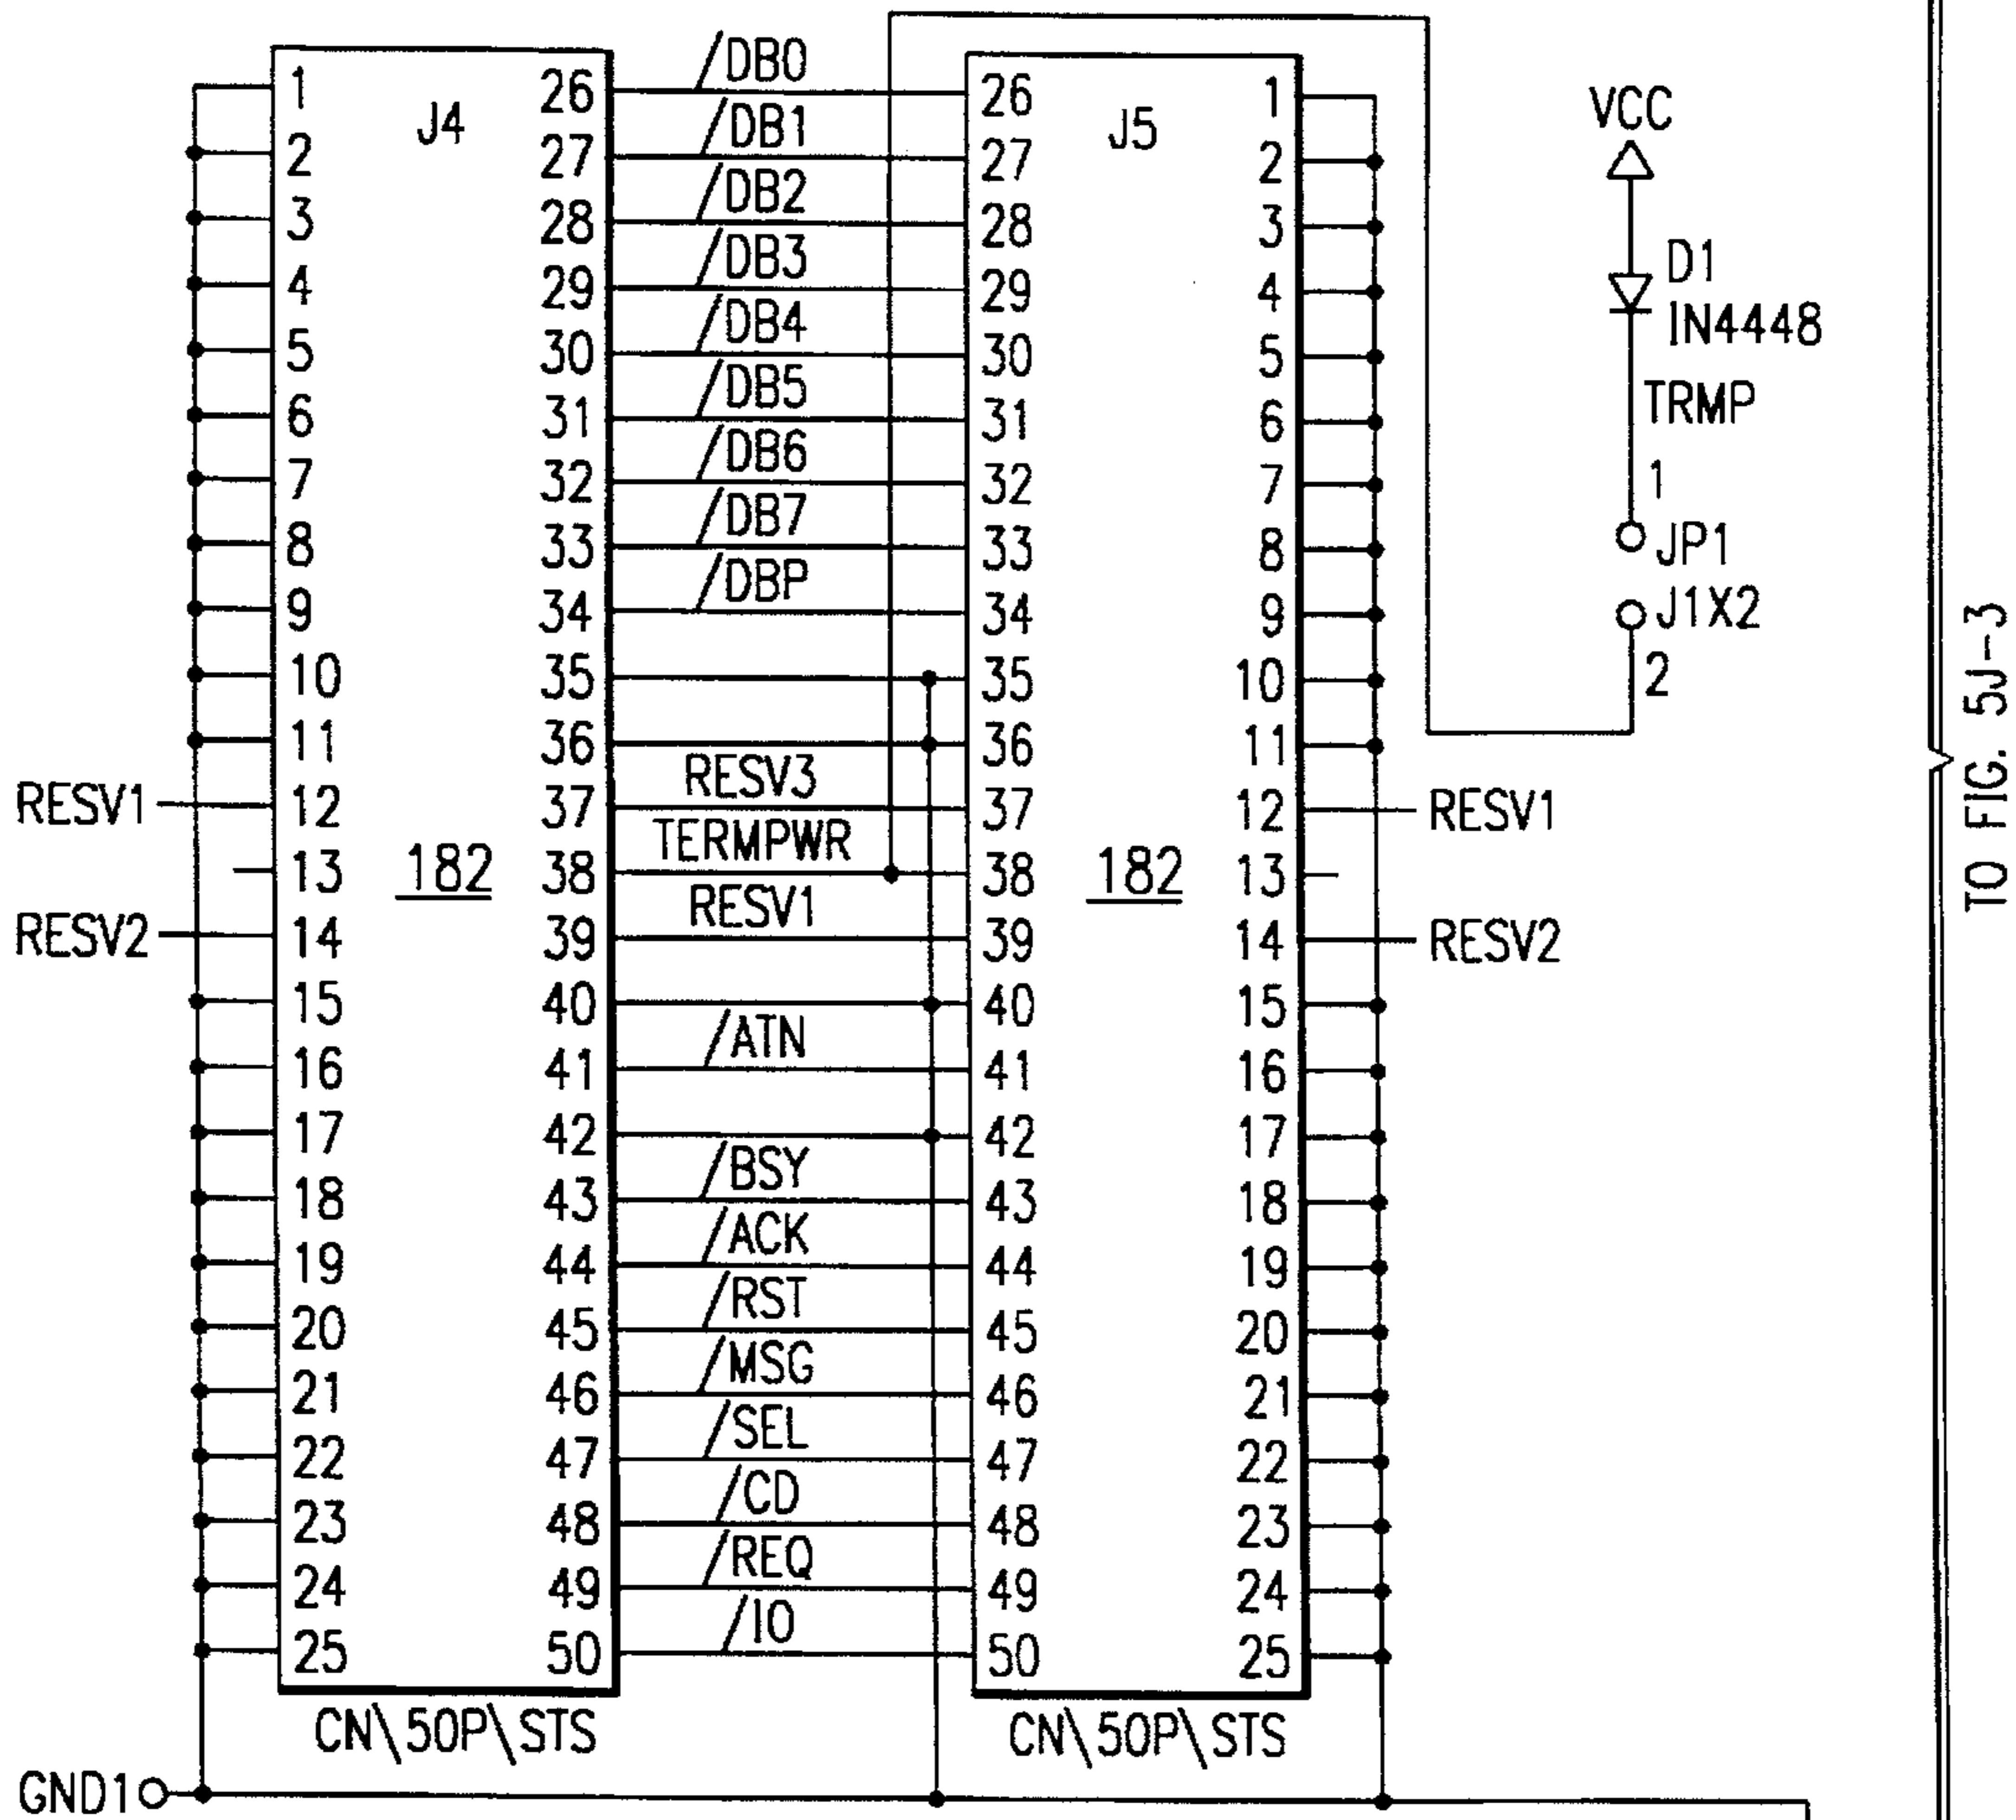 J4
1
2
3
4
5
6
7
8
9
10
11
RESV1 12
13
RESV2 14
15
16
17
18
19
20
21
22
23
24
25
182
26 /DB0 26
27 /DB1 27
28 /DB2 28
29 /DB3 29
30 /DB4 30
31 /DB5 31
32 /DB6 32
33 /DB7 33
34 /DBP 34
35 35
36 36
37 RESV3 37
38 TERMPWR 38
39 RESV1 39
40 40
41 /ATN 41
42 42
43 /BSY 43
44 /ACK 44
45 /RST 45
46 /MSG 46
47 /SEL 47
48 /CD 48
49 /REQ 49
50 /IO 50
CN\50P\STS
J5
182
1
2
3
4
5
6
7
8
9
10
11
12 RESV1
13
14 RESV2
15
16
17
18
19
20
21
22
23
24
25
CN\50P\STS
GND1
VCC
D1
IN4448
TRMP
1
JP1
J1X2
2
TO FIG. 5J-3